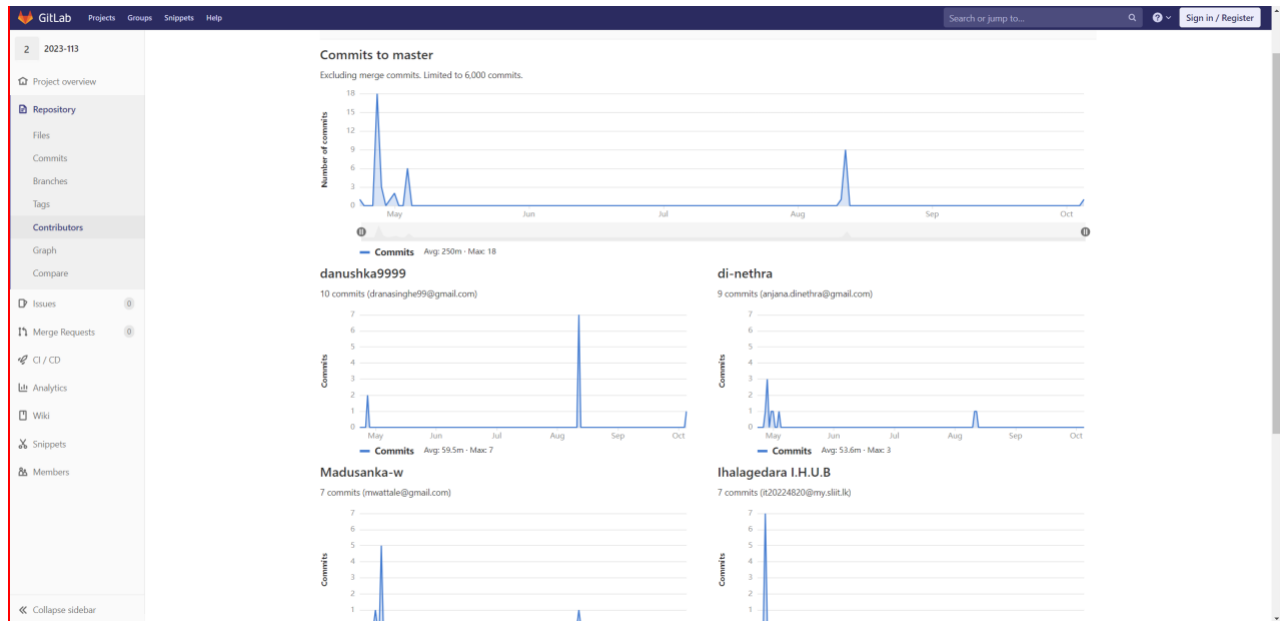 GitLab Projects Groups Snippets Help Search or jump to... Sign in / Register
2 2023-113
Project overview
Repository
Files
Commits
Branches
Tags
Contributors
Graph
Compare
Issues 0
Merge Requests 0
CI / CD
Analytics
Wiki
Snippets
Members
Collapse sidebar
Commits to master
Excluding merge commits. Limited to 6,000 commits.
Number of commits
18
15
12
9
6
3
0
May Jun Jul Aug Sep Oct
Commits Avg: 250m · Max: 18
danushka9999
10 commits (dranasinghe99@gmail.com)
Commits
7
6
5
4
3
2
1
0
May Jun Jul Aug Sep Oct
Commits Avg: 59.5m · Max: 7
di-nethra
9 commits (anjana.dinethra@gmail.com)
Commits
7
6
5
4
3
2
1
0
May Jun Jul Aug Sep Oct
Commits Avg: 53.6m · Max: 3
Madusanka-w
7 commits (mwattale@gmail.com)
Commits
7
6
5
4
3
2
1
Ihalagedara I.H.U.B
7 commits (it20224820@my.sliit.lk)
Commits
7
6
5
4
3
2
1